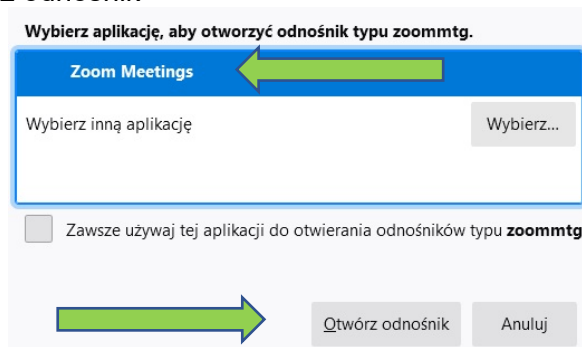 Wybierz aplikację, aby otworzyć odnośnik typu zoommtg.
Zoom Meetings
Wybierz inną aplikację
Wybierz...
Zawsze używaj tej aplikacji do otwierania odnośników typu zoommtg
Otwórz odnośnik
Anuluj